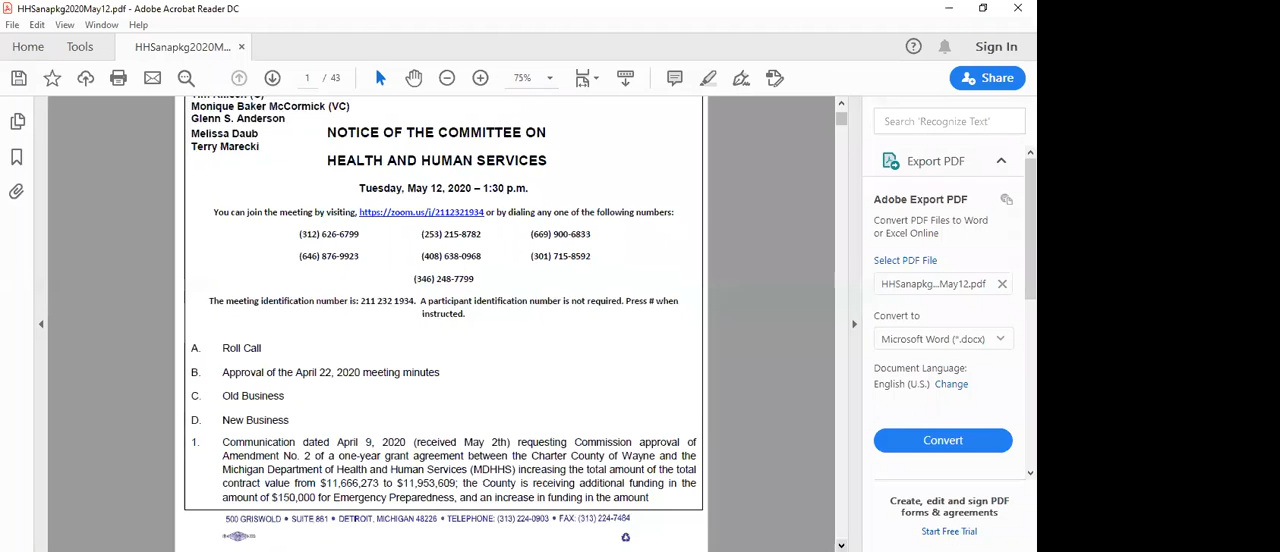 HHSanapkg2020May12.pdf - Adobe Acrobat Reader DC
File Edit View Window Help
Home Tools HHSanapkg2020M... × Sign In
1 / 43 75% Share
Monique Baker McCormick (VC)
Glenn S. Anderson
Melissa Daub
Terry Marecki
NOTICE OF THE COMMITTEE ON
HEALTH AND HUMAN SERVICES
Tuesday, May 12, 2020 – 1:30 p.m.
You can join the meeting by visiting, https://zoom.us/j/2112321934 or by dialing any one of the following numbers:
(312) 626-6799 (253) 215-8782 (669) 900-6833
(646) 876-9923 (408) 638-0968 (301) 715-8592
(346) 248-7799
The meeting identification number is: 211 232 1934. A participant identification number is not required. Press # when
instructed.
A. Roll Call
B. Approval of the April 22, 2020 meeting minutes
C. Old Business
D. New Business
1. Communication dated April 9, 2020 (received May 2th) requesting Commission approval of
Amendment No. 2 of a one-year grant agreement between the Charter County of Wayne and the
Michigan Department of Health and Human Services (MDHHS) increasing the total amount of the total
contract value from $11,666,273 to $11,953,609; the County is receiving additional funding in the
amount of $150,000 for Emergency Preparedness, and an increase in funding in the amount
500 GRISWOLD • SUITE 861 • DETROIT, MICHIGAN 48226 • TELEPHONE: (313) 224-0903 • FAX: (313) 224-7484
Search 'Recognize Text'
Export PDF
Adobe Export PDF
Convert PDF Files to Word
or Excel Online
Select PDF File
HHSanapkg...May12.pdf
Convert to
Microsoft Word (*.docx)
Document Language:
English (U.S.) Change
Convert
Create, edit and sign PDF
forms & agreements
Start Free Trial